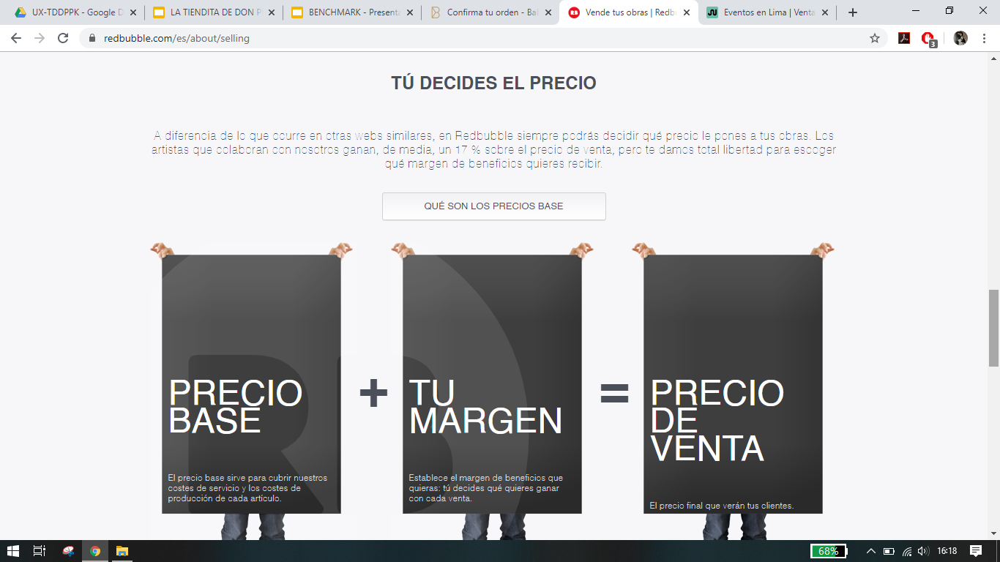 UX-TDDPPK - Google D
LA TIENDITA DE DON P
BENCHMARK - Present
Confirma tu orden - Ba
Vende tus obras | Redb
Eventos en Lima | Venta
redbubble.com/es/about/selling
3
TÚ DECIDES EL PRECIO
A diferencia de lo que ocurre en otras webs similares, en Redbubble siempre podrás decidir qué precio le pones a tus obras. Los
artistas que colaboran con nosotros ganan, de media, un 17 % sobre el precio de venta, pero te damos total libertad para escoger
qué margen de beneficios quieres recibir.
QUÉ SON LOS PRECIOS BASE
PRECIO
BASE
El precio base sirve para cubrir nuestros
costes de servicio y los costes de
producción de cada artículo.
+
TU
MARGEN
Establece el margen de beneficios que
quieras: tú decides qué quieres ganar
con cada venta.
=
PRECIO
DE
VENTA
El precio final que verán tus clientes.
68%
16:18